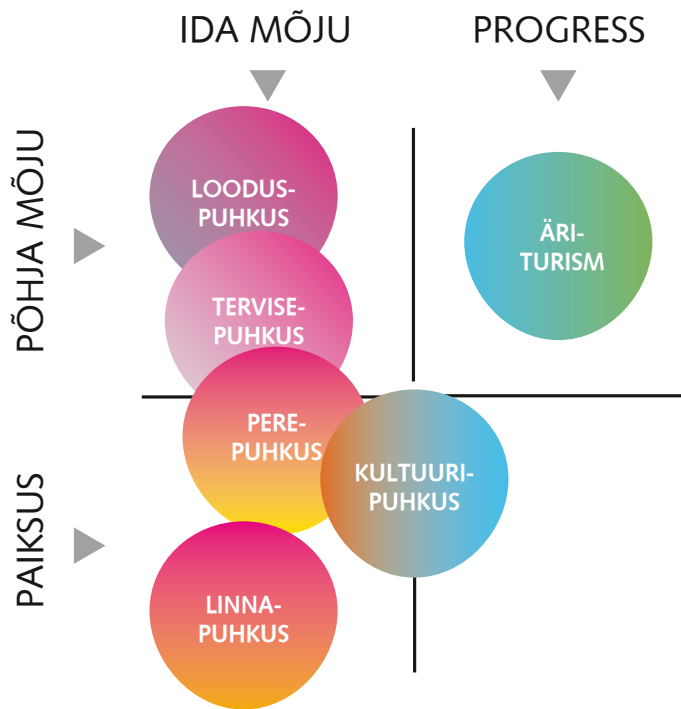 IDA MÕJU
PROGRESS
PÕHJA MÕJU
LOODUS-
PUHKUS
ÄRI-
TURISM
TERVISE-
PUHKUS
PAIKSUS
PERE-
PUHKUS
KULTUURI-
PUHKUS
LINNA-
PUHKUS